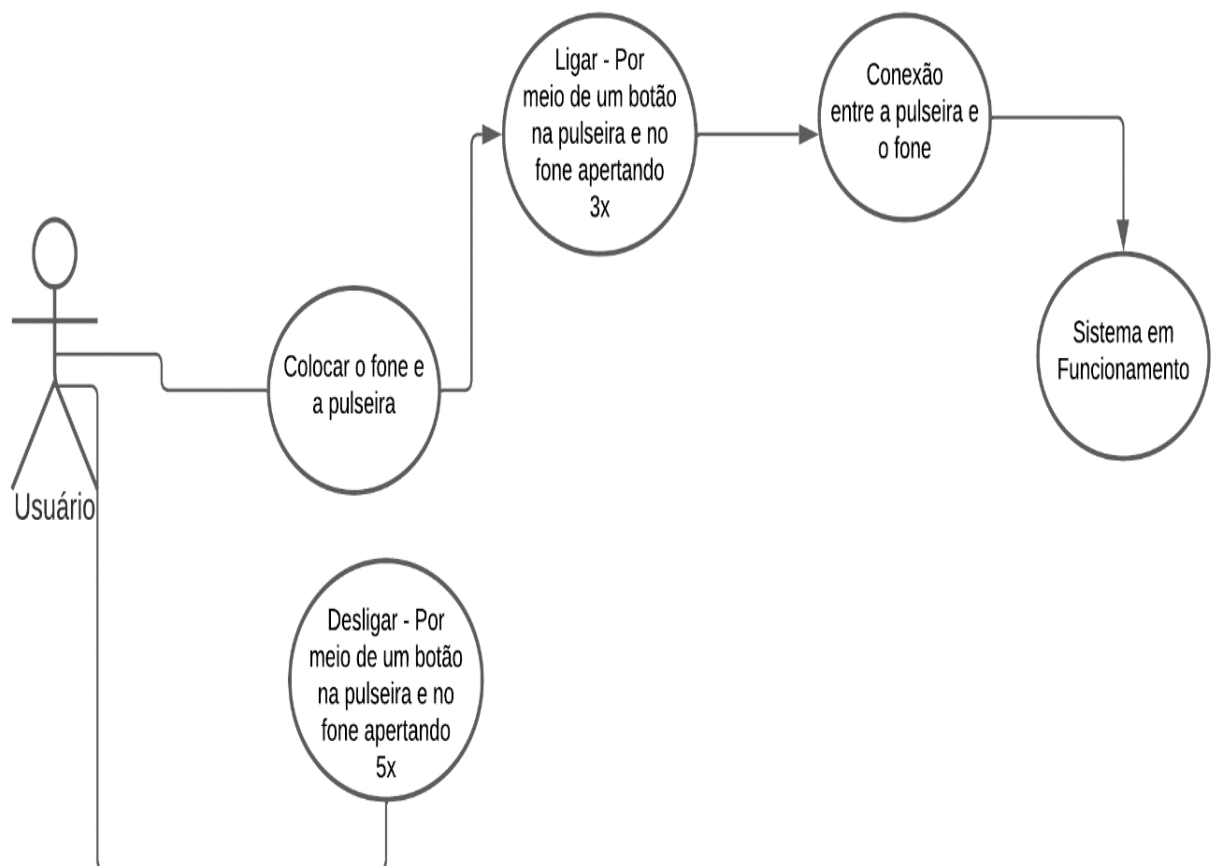 Ligar - Por
meio de um botão
na pulseira e no
fone apertando
3x
Conexão
entre a pulseira e
o fone
Sistema em
Funcionamento
Colocar o fone e
a pulseira
Usuário
Desligar - Por
meio de um botão
na pulseira e no
fone apertando
5x